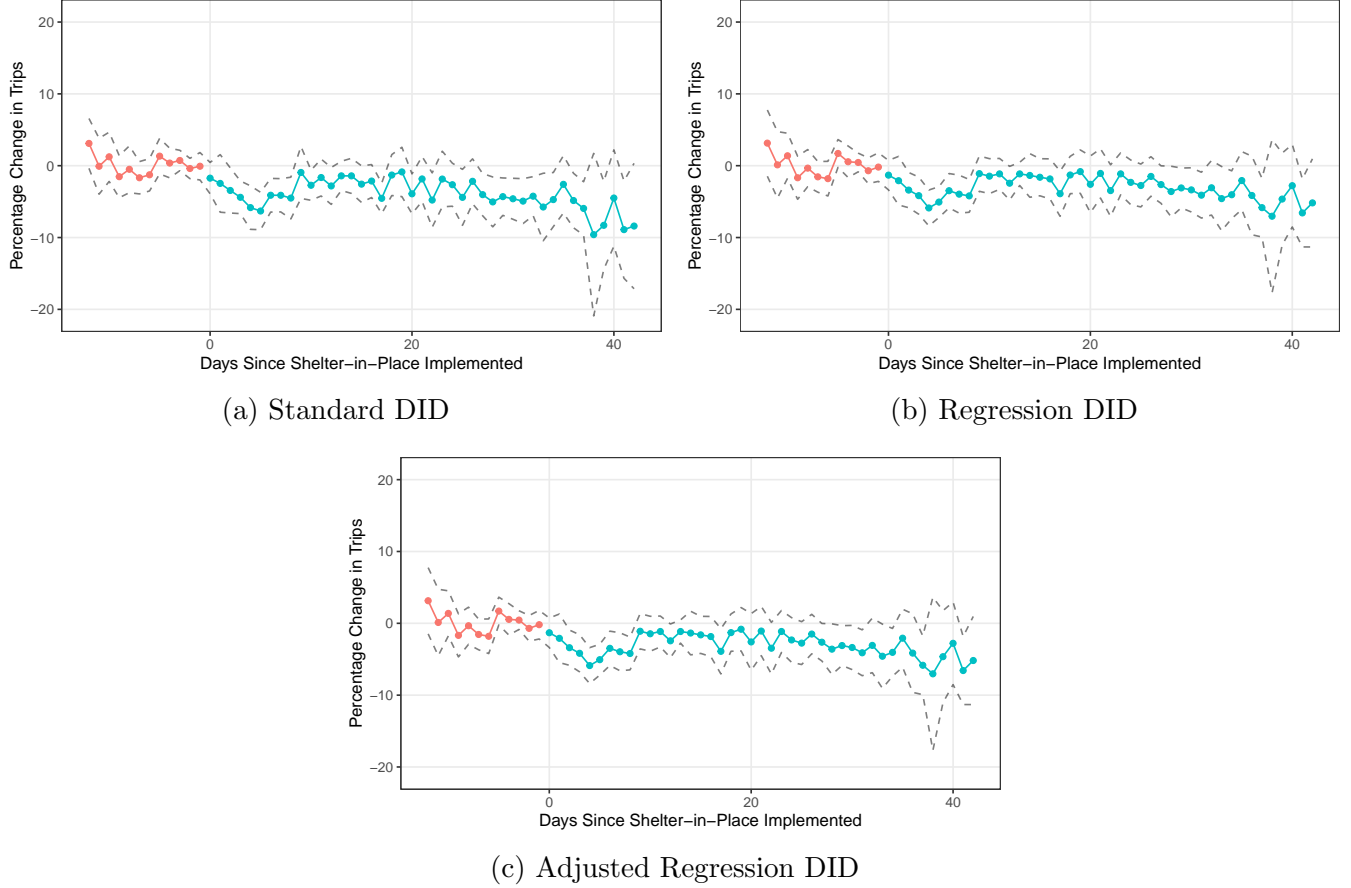 20
10
0
−10
−20
Percentage Change in Trips
0
20
40
Days Since Shelter−in−Place Implemented
(a) Standard DID
20
10
0
−10
−20
Percentage Change in Trips
0
20
40
Days Since Shelter−in−Place Implemented
(b) Regression DID
20
10
0
−10
−20
Percentage Change in Trips
0
20
40
Days Since Shelter−in−Place Implemented
(c) Adjusted Regression DID